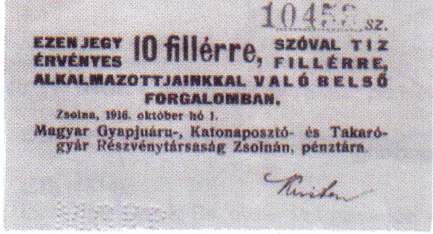 10453 sz.
EZEN JEGY ÉRVÉNYES 10 fillérre, SZÓVAL TIZ FILLÉRRE,
ALKALMAZOTTJAINKKAL VALÓ BELSŐ
FORGALOMBAN.
Zsolna, 1916. október hó 1.
Magyar Gyapjuáru-, Katonaposztó- és Takaró-
gyár Részvénytársaság Zsolnán, pénztára.